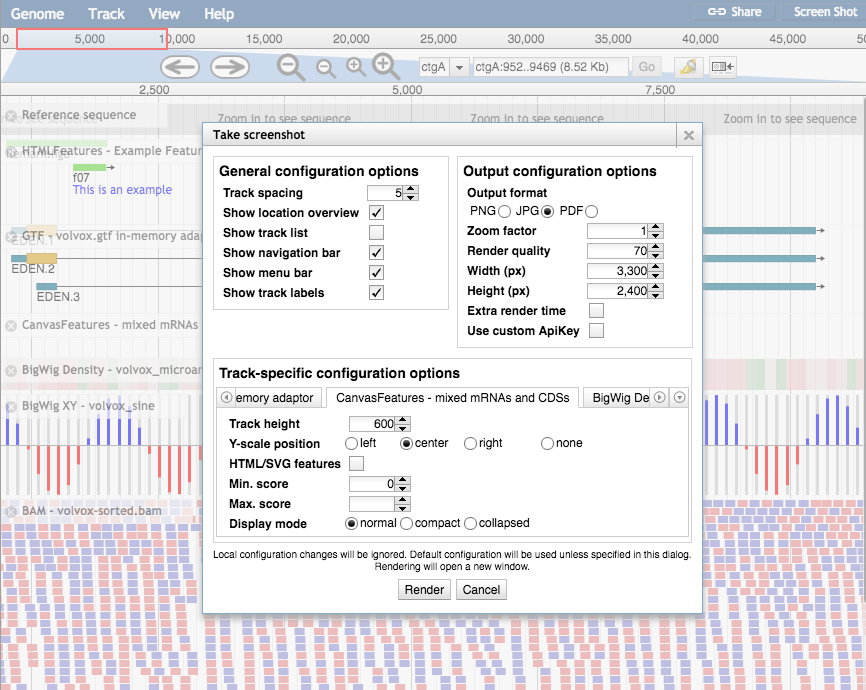 Genome Track View Help Share Screen Shot
0 5,000 10,000 15,000 20,000 25,000 30,000 35,000 40,000 45,000 50,0
ctgA ctgA:952..9469 (8.52 Kb) Go
2,500 5,000 7,500
Reference sequence
Zoom in to see sequence Zoom in to see sequence Zoom in to see sequence
HTMLFeatures - Example Featur
f07
This is an example
GTF - volvox.gtf in-memory ada
EDEN.1
EDEN.2
EDEN.3
CanvasFeatures - mixed mRNAs
BigWig Density - volvox_microar
BigWig XY - volvox_sine
BAM - volvox-sorted.bam
Take screenshot
General configuration options
Track spacing 5
Show location overview
Show track list
Show navigation bar
Show menu bar
Show track labels
Output configuration options
Output format
PNG JPG PDF
Zoom factor 1
Render quality 70
Width (px) 3,300
Height (px) 2,400
Extra render time
Use custom ApiKey
Track-specific configuration options
emory adaptor CanvasFeatures - mixed mRNAs and CDSs BigWig De
Track height 600
Y-scale position left center right none
HTML/SVG features
Min. score 0
Max. score
Display mode normal compact collapsed
Local configuration changes will be ignored. Default configuration will be used unless specified in this dialog.
Rendering will open a new window.
Render Cancel